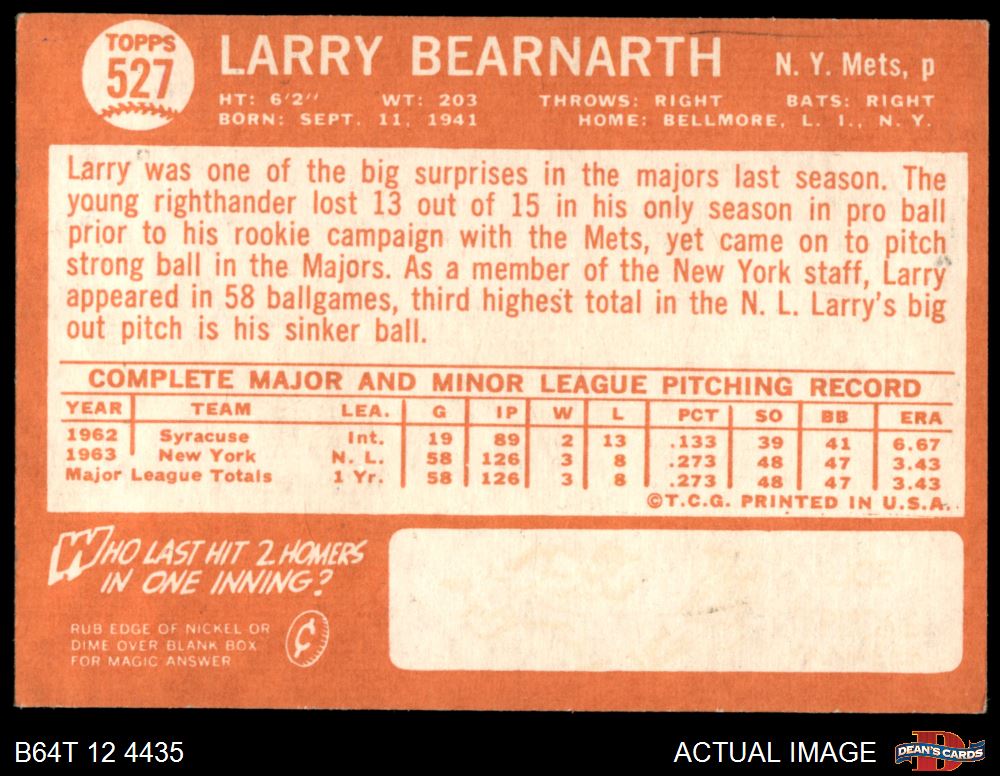 TOPPS
527
LARRY BEARNARTH
N. Y. Mets, p
HT: 6'2" WT: 203 THROWS: RIGHT BATS: RIGHT
BORN: SEPT. 11, 1941 HOME: BELLMORE, L. I., N. Y.
Larry was one of the big surprises in the majors last season. The
young righthander lost 13 out of 15 in his only season in pro ball
prior to his rookie campaign with the Mets, yet came on to pitch
strong ball in the Majors. As a member of the New York staff, Larry
appeared in 58 ballgames, third highest total in the N. L. Larry's big
out pitch is his sinker ball.
COMPLETE MAJOR AND MINOR LEAGUE PITCHING RECORD
YEAR TEAM LEA. G IP W L PCT SO BB ERA
1962 Syracuse Int. 19 89 2 13 .133 39 41 6.67
1963 New York N. L. 58 126 3 8 .273 48 47 3.43
Major League Totals 1 Yr. 58 126 3 8 .273 48 47 3.43
©T.C.G. PRINTED IN U.S.A.
WHO LAST HIT 2 HOMERS
IN ONE INNING?
RUB EDGE OF NICKEL OR
DIME OVER BLANK BOX
FOR MAGIC ANSWER
¢
B64T 12 4435
ACTUAL IMAGE
D
DEAN'S CARDS